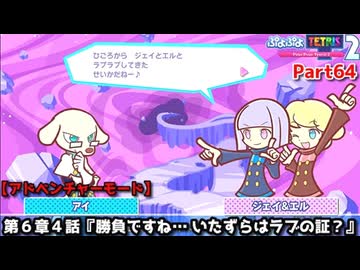 ぷよぷよ TETRIS 2
Part64
ひごろから ジェイとエルと
ラブラブしてきた
せいかだねー♪
【アドベンチャーモード】
アイ
ジェイ&エル
第６章４話『勝負ですね… いたずらはラブの証？』